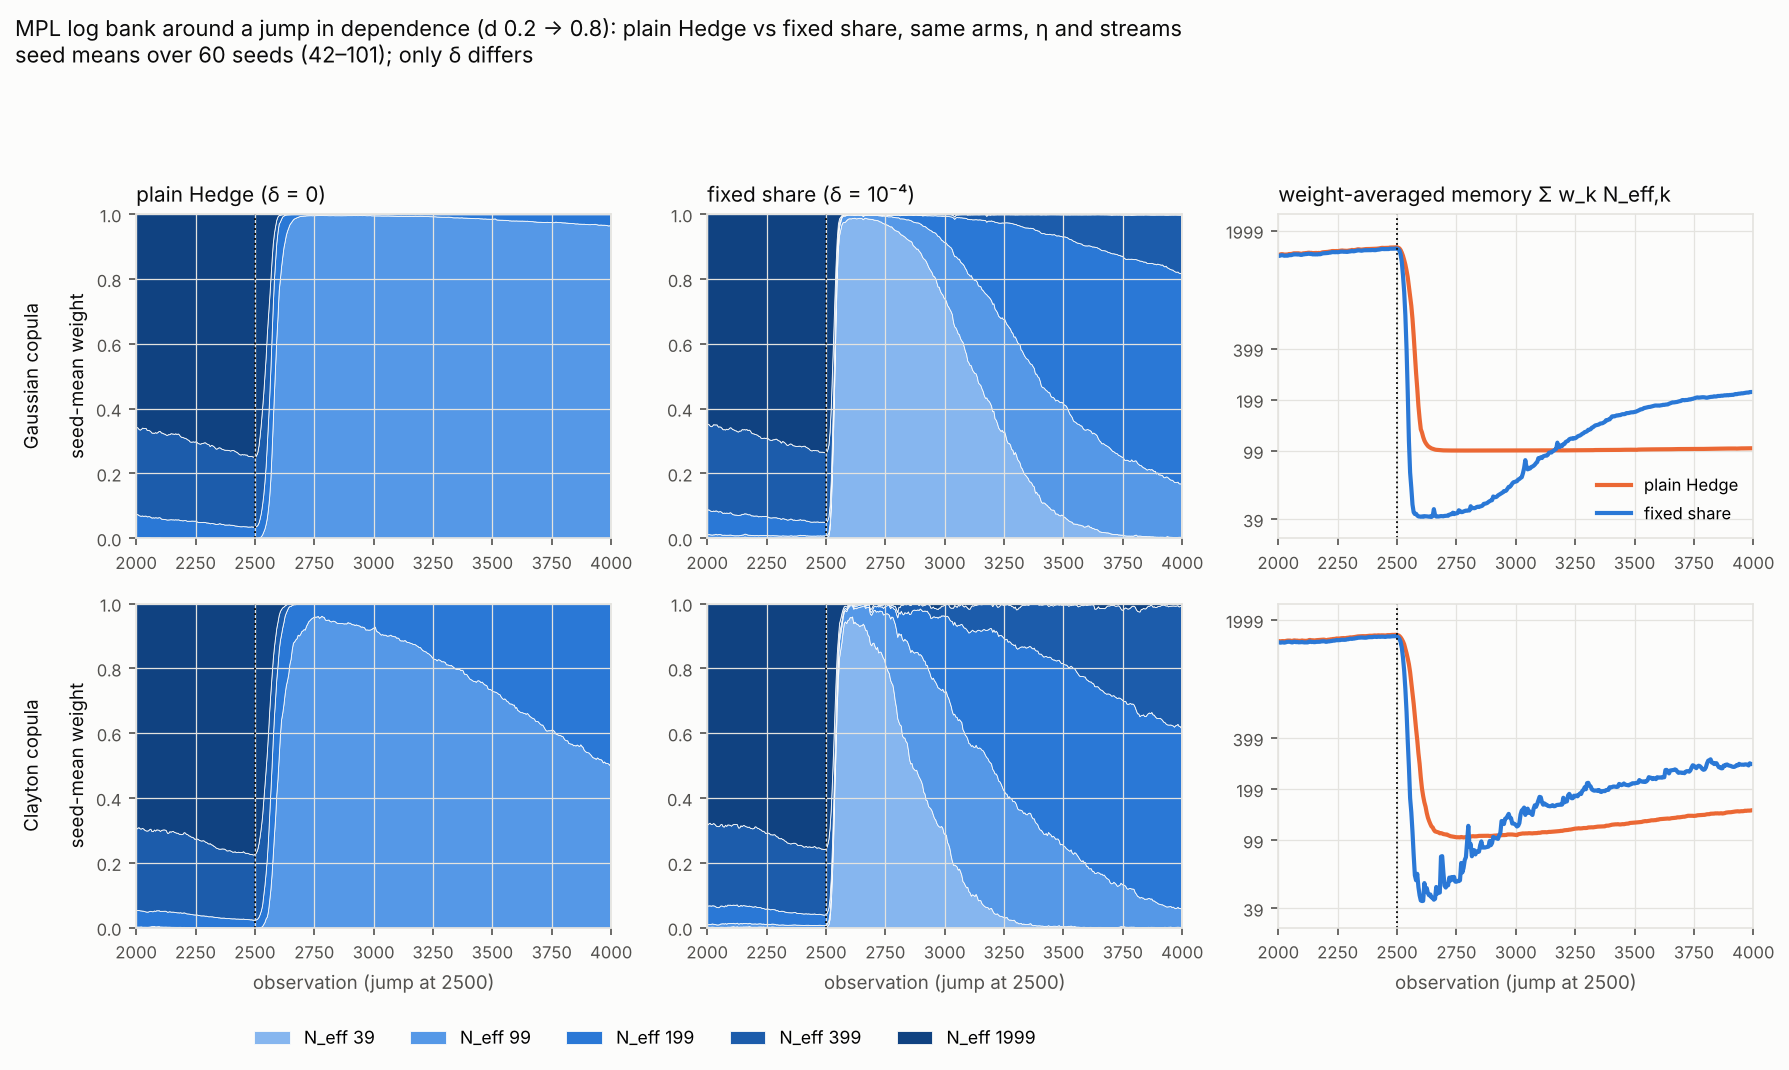 MPL log bank around a jump in dependence (d 0.2 → 0.8): plain Hedge vs fixed share, same arms, η and streams
seed means over 60 seeds (42–101); only δ differs
plain Hedge (δ = 0)
fixed share (δ = 10⁻⁴)
weight-averaged memory Σ w_k N_eff,k
Gaussian copula
seed-mean weight
1.0
0.8
0.6
0.4
0.2
0.0
2000 2250 2500 2750 3000 3250 3500 3750 4000
1.0
0.8
0.6
0.4
0.2
0.0
2000 2250 2500 2750 3000 3250 3500 3750 4000
1999
399
199
99
39
plain Hedge
fixed share
2000 2250 2500 2750 3000 3250 3500 3750 4000
Clayton copula
seed-mean weight
1.0
0.8
0.6
0.4
0.2
0.0
2000 2250 2500 2750 3000 3250 3500 3750 4000
observation (jump at 2500)
1.0
0.8
0.6
0.4
0.2
0.0
2000 2250 2500 2750 3000 3250 3500 3750 4000
observation (jump at 2500)
1999
399
199
99
39
2000 2250 2500 2750 3000 3250 3500 3750 4000
observation (jump at 2500)
N_eff 39 N_eff 99 N_eff 199 N_eff 399 N_eff 1999